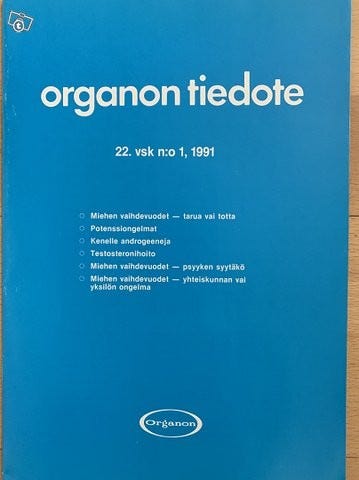 organon tiedote
22. vsk n:o 1, 1991
Miehen vaihdevuodet — tarua vai totta
Potenssiongelmat
Kenelle androgeeneja
Testosteronihoito
Miehen vaihdevuodet — psyyken syytäkö
Miehen vaihdevuodet — yhteiskunnan vai
yksilön ongelma
Organon